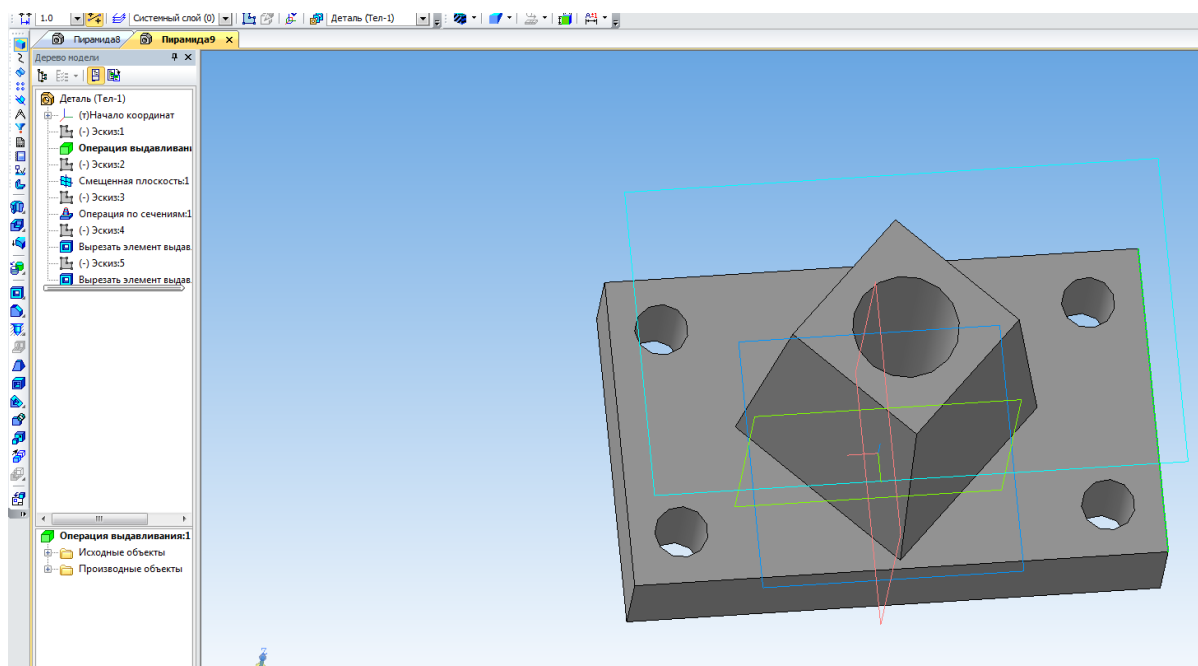 1.0 Системный слой (0) Деталь (Тел-1)
Пирамида8 Пирамида9
Дерево модели
Деталь (Тел-1)
(т)Начало координат
(-) Эскиз:1
Операция выдавливани
(-) Эскиз:2
Смещенная плоскость:1
(-) Эскиз:3
Операция по сечениям:1
(-) Эскиз:4
Вырезать элемент выдав
(-) Эскиз:5
Вырезать элемент выдав
Операция выдавливания:1
Исходные объекты
Производные объекты
Z